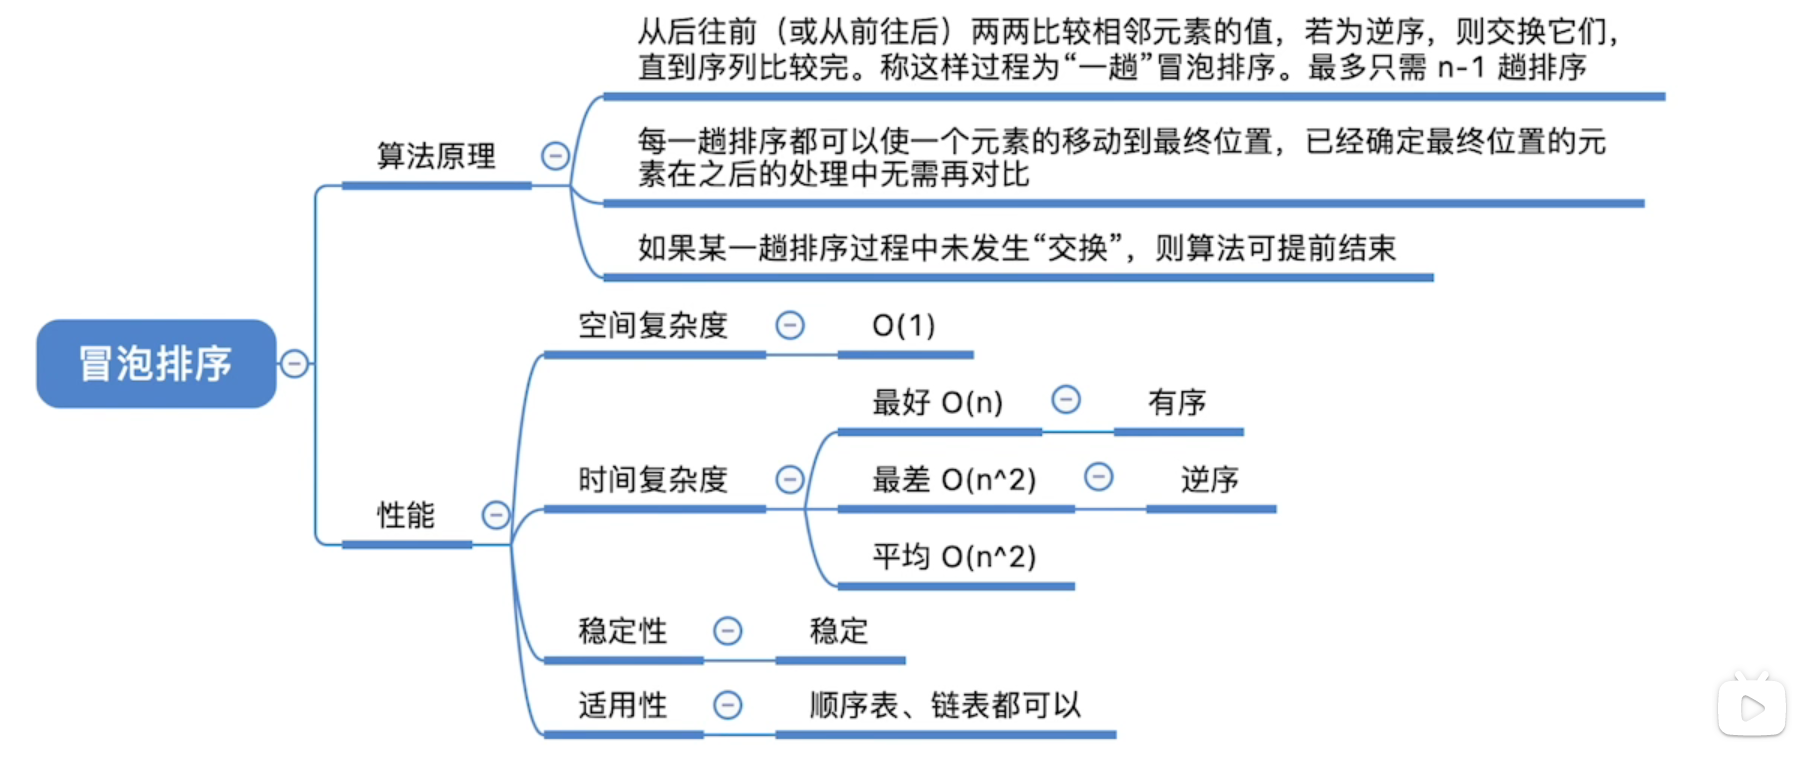 从后往前（或从前往后）两两比较相邻元素的值，若为逆序，则交换它们，
直到序列比较完。称这样过程为“一趟”冒泡排序。最多只需 n-1 趟排序
算法原理
每一趟排序都可以使一个元素的移动到最终位置，已经确定最终位置的元
素在之后的处理中无需再对比
如果某一趟排序过程中未发生“交换”，则算法可提前结束
冒泡排序
空间复杂度
O(1)
最好 O(n)
有序
时间复杂度
最差 O(n^2)
逆序
性能
平均 O(n^2)
稳定性
稳定
适用性
顺序表、链表都可以